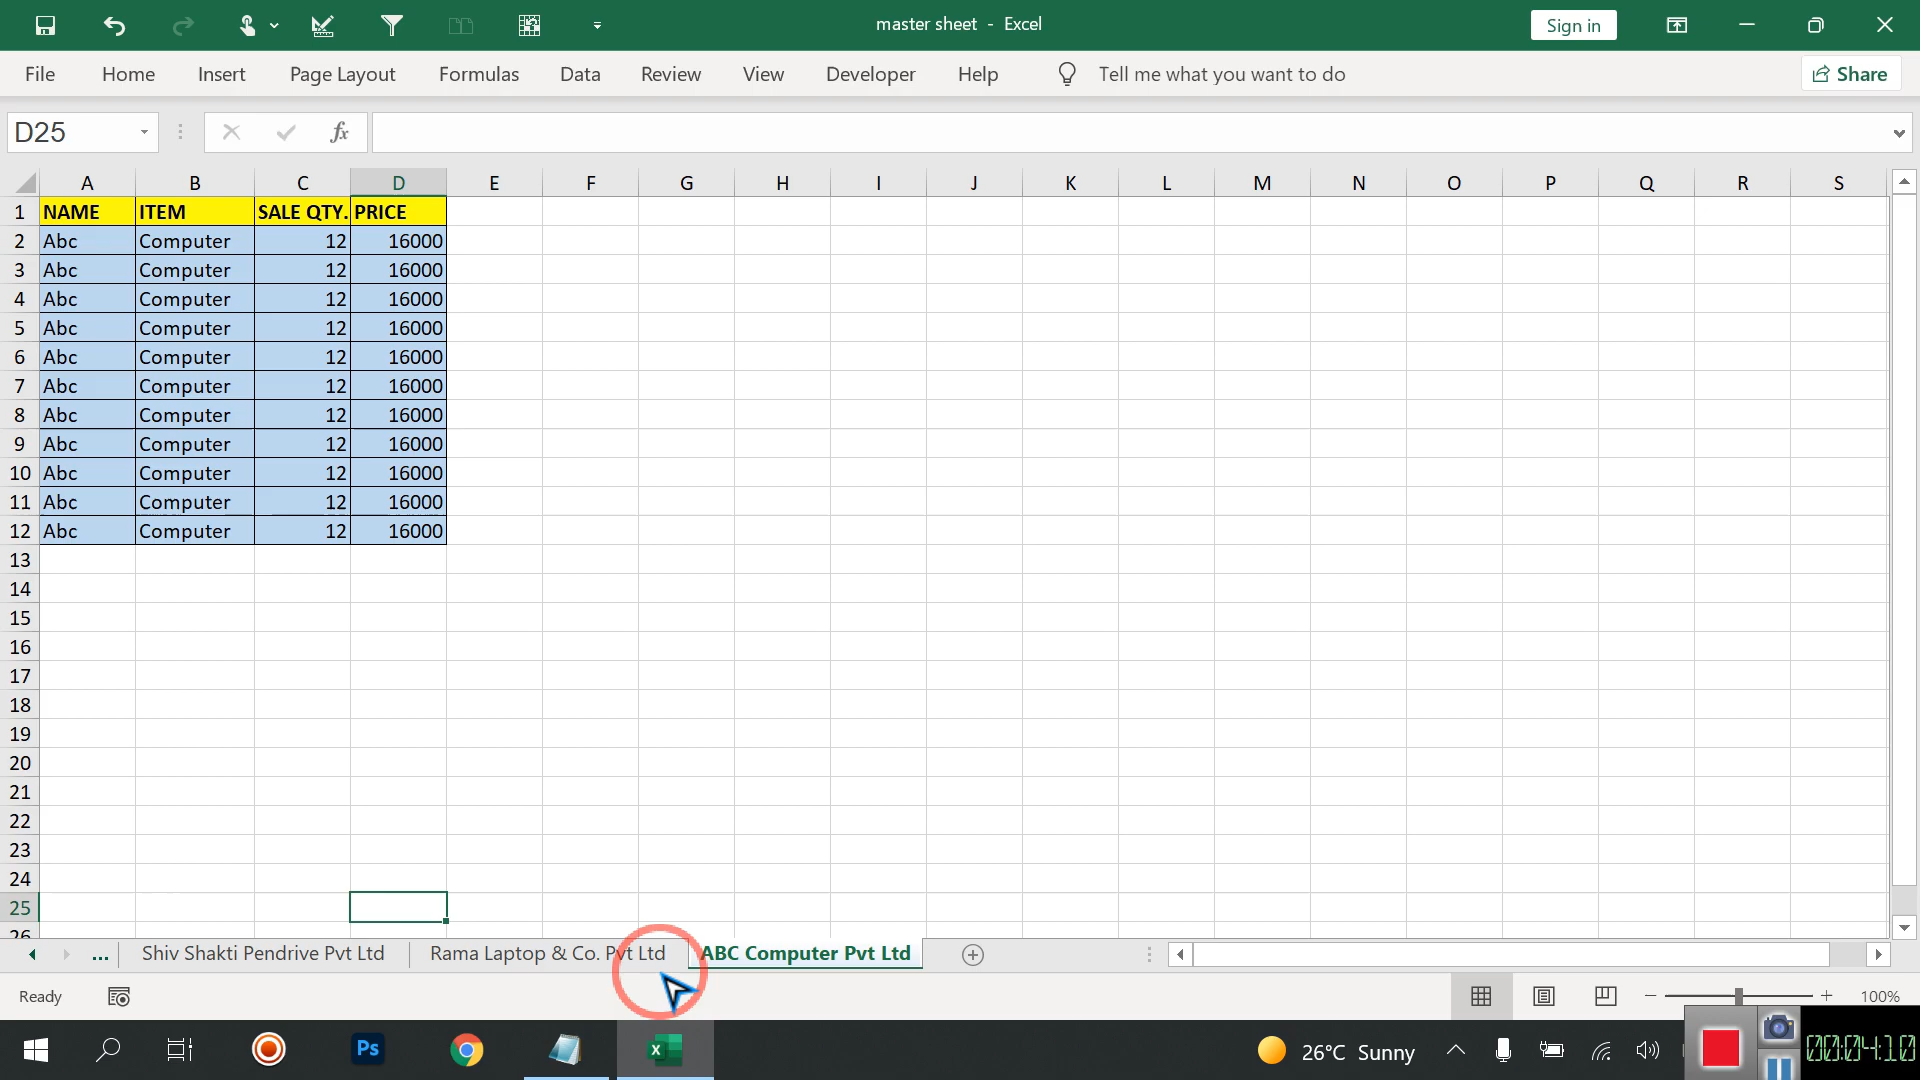 master sheet - Excel
Sign in
File Home Insert Page Layout Formulas Data Review View Developer Help Tell me what you want to do Share
D25 fx
A B C D E F G H I J K L M N O P Q R S
1 NAME ITEM SALE QTY. PRICE
2 Abc Computer 12 16000
3 Abc Computer 12 16000
4 Abc Computer 12 16000
5 Abc Computer 12 16000
6 Abc Computer 12 16000
7 Abc Computer 12 16000
8 Abc Computer 12 16000
9 Abc Computer 12 16000
10 Abc Computer 12 16000
11 Abc Computer 12 16000
12 Abc Computer 12 16000
13
14
15
16
17
18
19
20
21
22
23
24
25
26
... Shiv Shakti Pendrive Pvt Ltd Rama Laptop & Co. Pvt Ltd ABC Computer Pvt Ltd
Ready 100%
Ps 26°C Sunny 00:04:10